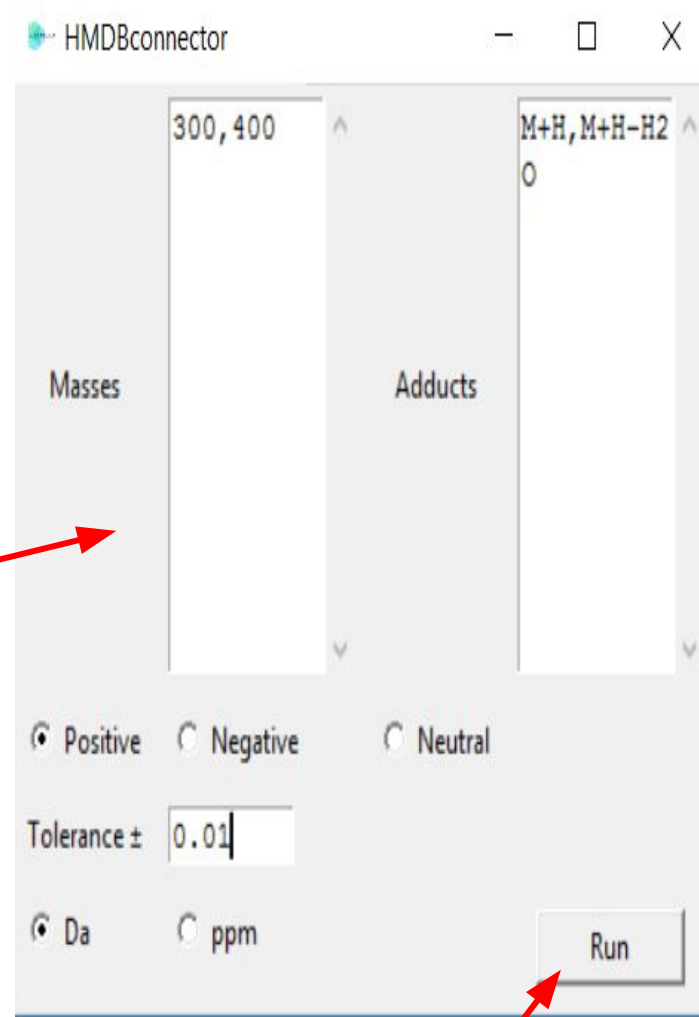 HMDBconnector
300,400
M+H,M+H-H2
O
Masses
Adducts
Positive Negative Neutral
Tolerance ± 0.01
Da ppm
Run